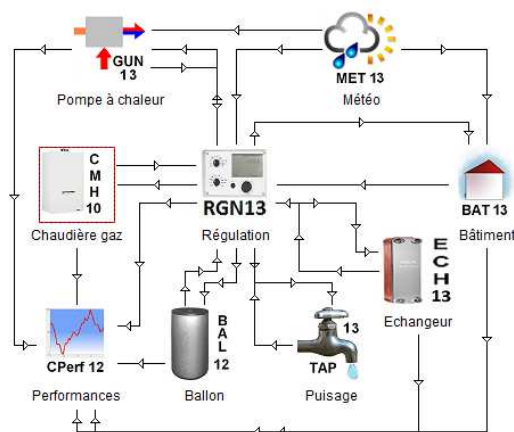 GUN
13
Pompe à chaleur
MET 13
Météo
C
M
H
10
Chaudière gaz
RGN13
Régulation
BAT 13
Bâtiment
E
C
H
13
Echangeur
CPerf 12
Performances
B
A
L
12
Ballon
13
TAP
Puisage